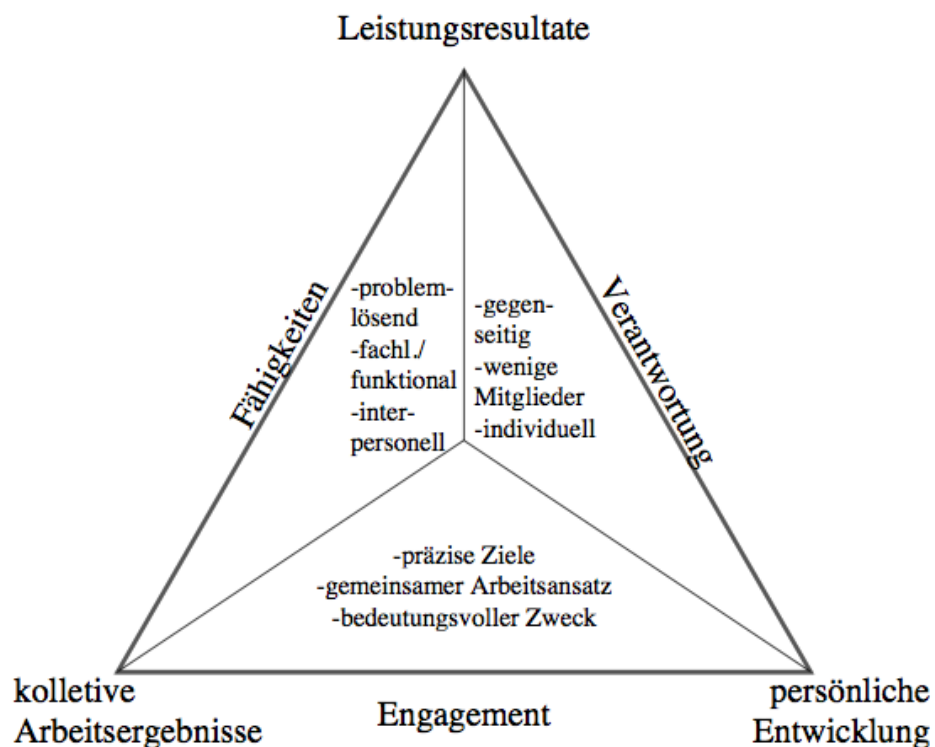 Leistungsresultate
Fähigkeiten
-problem-
lösend
-fachl./
funktional
-inter-
personell
-gegen-
seitig
-wenige
Mitglieder
-individuell
Verantwortung
-präzise Ziele
-gemeinsamer Arbeitsansatz
-bedeutungsvoller Zweck
kolletive
Arbeitsergebnisse
Engagement
persönliche
Entwicklung